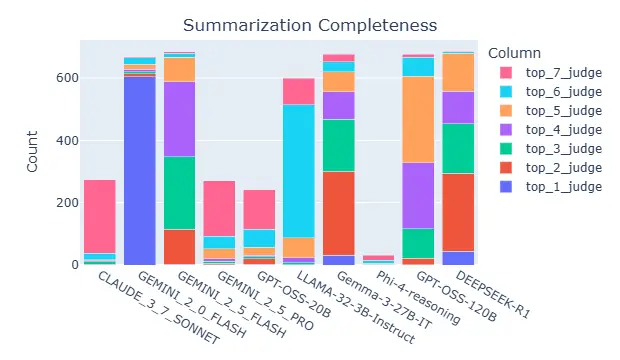 Summarization Completeness
Column
top_7_judge
top_6_judge
top_5_judge
top_4_judge
top_3_judge
top_2_judge
top_1_judge
Count
600
400
200
0
CLAUDE_3_7_SONNET
GEMINI_2_0_FLASH
GEMINI_2_5_FLASH
GEMINI_2_5_PRO
GPT-OSS-20B
LLAMA-32-3B-Instruct
Gemma-3-27B-IT
Phi-4-reasoning
GPT-OSS-120B
DEEPSEEK-R1